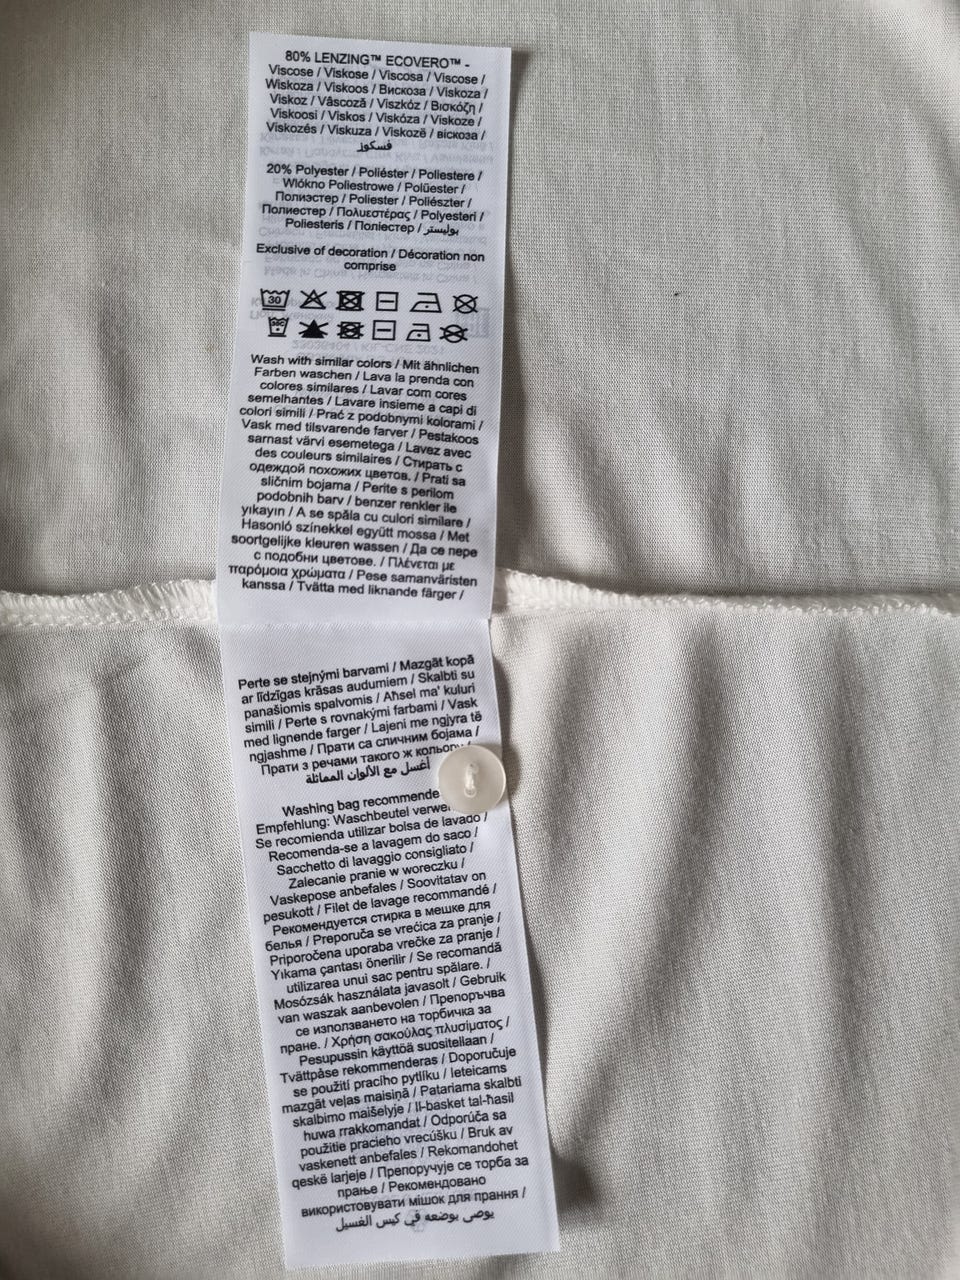 80% LENZING™ ECOVERO™ -
Viscose / Viskose / Viscosa / Viscose /
Wiskoza / Viskoos / Вискоза / Viskoza /
Viskoz / Vâscoză / Viszkóz / Βισκόζη /
Viskoosi / Viskos / Viskóza / Viskoze /
Viskozés / Viskuza / Viskozë / віскоза /
فسكوز
20% Polyester / Poliéster / Poliestere /
Włókno Poliestrowe / Polüester /
Полиэстер / Poliester / Poliészter /
Полиестер / Πολυεστέρας / Polyesteri /
Poliesteris / Поліестер / بوليستر
Exclusive of decoration / Décoration non
comprise
30
Wash with similar colors / Mit ähnlichen
Farben waschen / Lava la prenda con
colores similares / Lavar com cores
semelhantes / Lavare insieme a capi di
colori simili / Prać z podobnymi kolorami /
Vask med tilsvarende farver / Pestakoos
sarnast värvi esemetega / Lavez avec
des couleurs similaires / Стирать с
одеждой похожих цветов. / Prati sa
sličnim bojama / Perite s perilom
podobnih barv / benzer renkler ile
yıkayın / A se spăla cu culori similare /
Hasonló színekkel együtt mossa / Met
soortgelijke kleuren wassen / Да се пере
с подобни цветове. / Πλένεται με
παρόμοια χρώματα / Pese samanväristen
kanssa / Tvätta med liknande färger /
Perte se stejnými barvami / Mazgāt kopā
ar līdzīgas krāsas audumiem / Skalbti su
panašiomis spalvomis / Aħsel ma' kuluri
simili / Perte s rovnakými farbami / Vask
med lignende farger / Lajeni me ngjyra të
ngjashme / Прати са сличним бојама /
Прати з речами такого ж
أغسل مع الألوان المماثلة
Washing bag
Empfehlung: Waschbeutel
Se recomienda utilizar bolsa de lavado /
Recomenda-se a lavagem do saco /
Sacchetto di lavaggio consigliato /
Zalecanie pranie w woreczku /
Vaskepose anbefales / Soovitatav on
pesukott / Filet de lavage recommandé /
Рекомендуется стирка в мешке для
белья / Preporuča se vrećica za pranje /
Priporočena uporaba vrečke za pranje /
Yıkama çantası önerilir / Se recomandă
utilizarea unui sac pentru spălare. /
Mosózsák használata javasolt / Gebruik
van waszak aanbevolen / Препоръчва
се използването на торбичка за
пране. / Χρήση σακούλας πλυσίματος /
Pesupussin käyttöä suositellaan /
Tvättpåse rekommenderas / Doporučuje
se použití pracího pytlíku / Ieteicams
mazgāt veļas maisiņā / Patariama skalbti
skalbimo maišelyje / Il-basket tal-ħasil
huwa rrakkomandat / Odporúča sa
použitie pracieho vrecúšku / Bruk av
vaskenett anbefales / Rekomandohet
qeskë larjeje / Препоручује се торба за
прање / Рекомендовано
використовувати мішок для прання /
يوصى بوضعه في كيس الغسيل